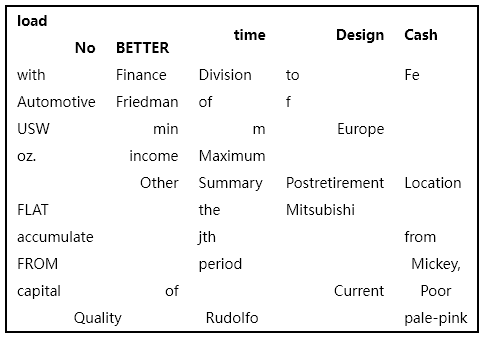 load
time Design Cash
No BETTER
with Finance Division to Fe
Automotive Friedman of f
USW min m Europe
oz. income Maximum
Other Summary Postretirement Location
FLAT the Mitsubishi
accumulate jth from
FROM period Mickey,
capital of Current Poor
Quality Rudolfo pale-pink